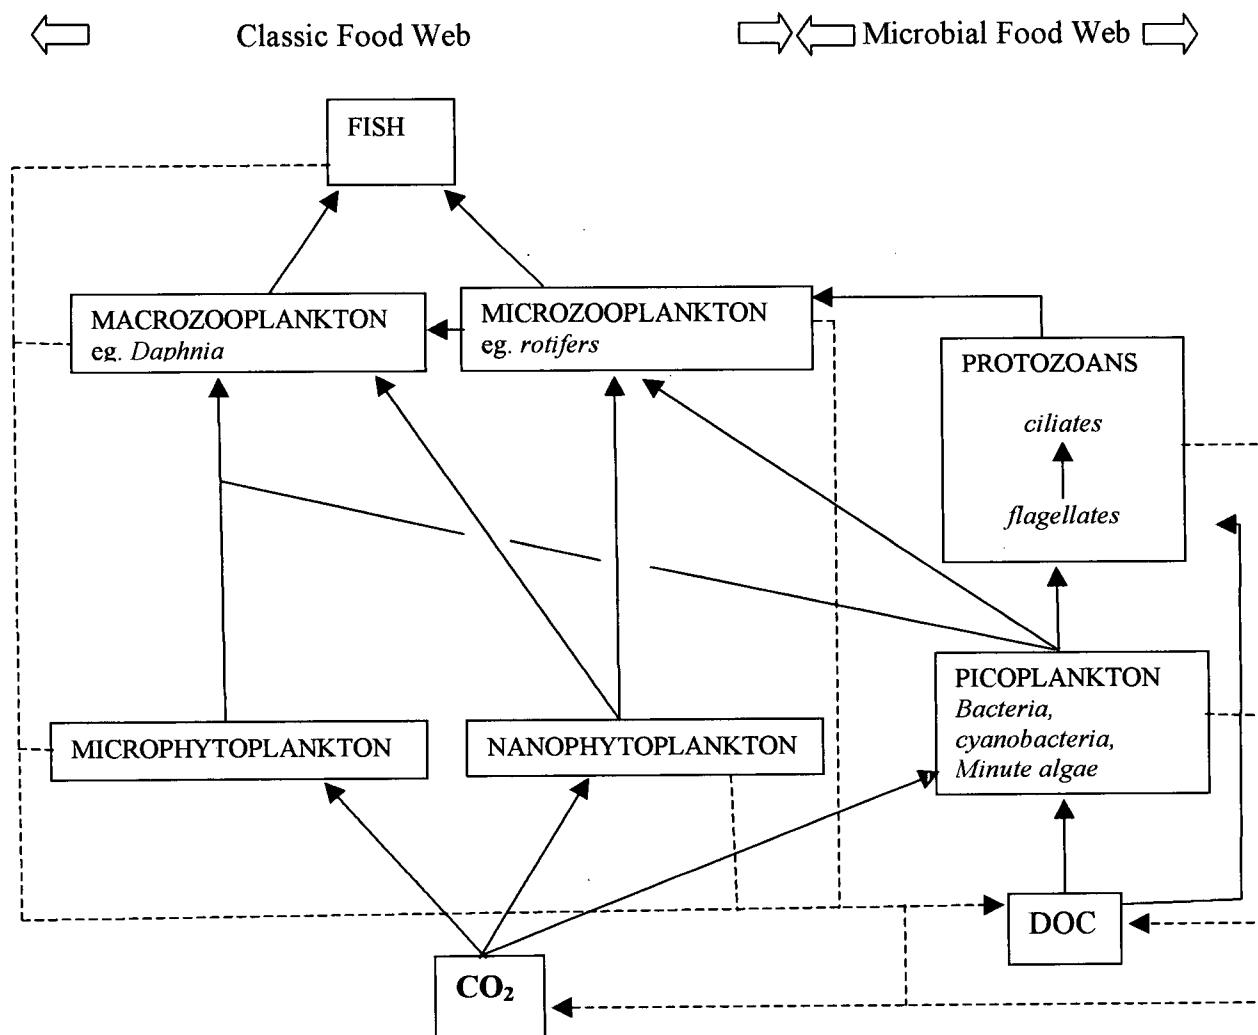 Classic Food Web
Microbial Food Web
FISH
MACROZOOPLANKTON
eg. Daphnia
MICROZOOPLANKTON
eg. rotifers
PROTOZOANS
ciliates
flagellates
MICROPHYTOPLANKTON
NANOPHYTOPLANKTON
PICOPLANKTON
Bacteria,
cyanobacteria,
Minute algae
DOC
CO₂